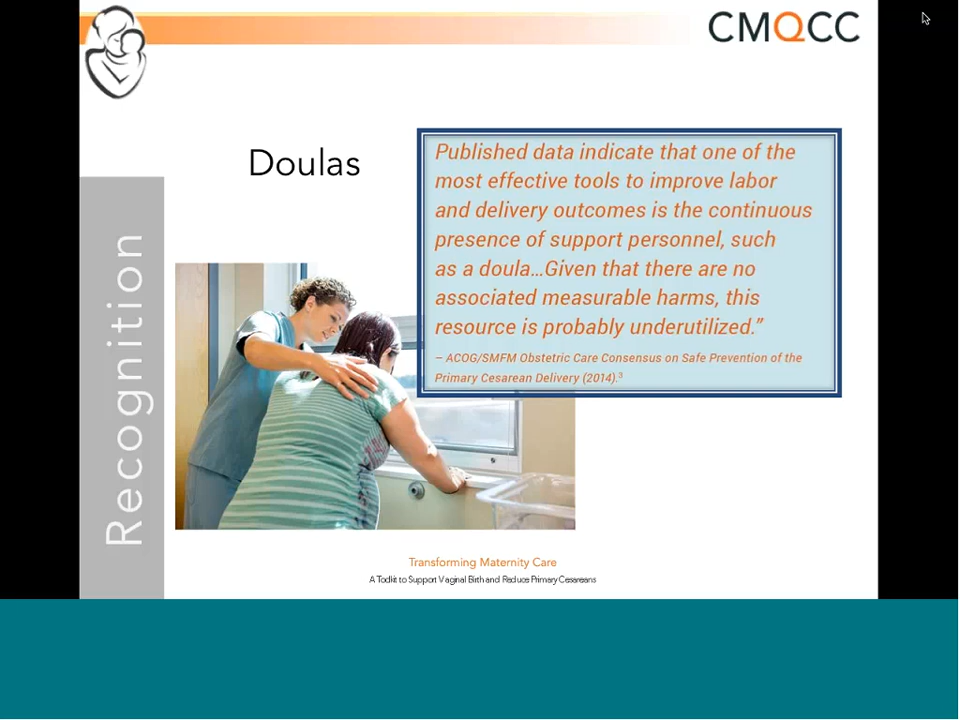 CMQCC
Doulas
Recognition
Published data indicate that one of the
most effective tools to improve labor
and delivery outcomes is the continuous
presence of support personnel, such
as a doula…Given that there are no
associated measurable harms, this
resource is probably underutilized.”
– ACOG/SMFM Obstetric Care Consensus on Safe Prevention of the
Primary Cesarean Delivery (2014).3
Transforming Maternity Care
A Toolkit to Support Vaginal Birth and Reduce Primary Cesareans